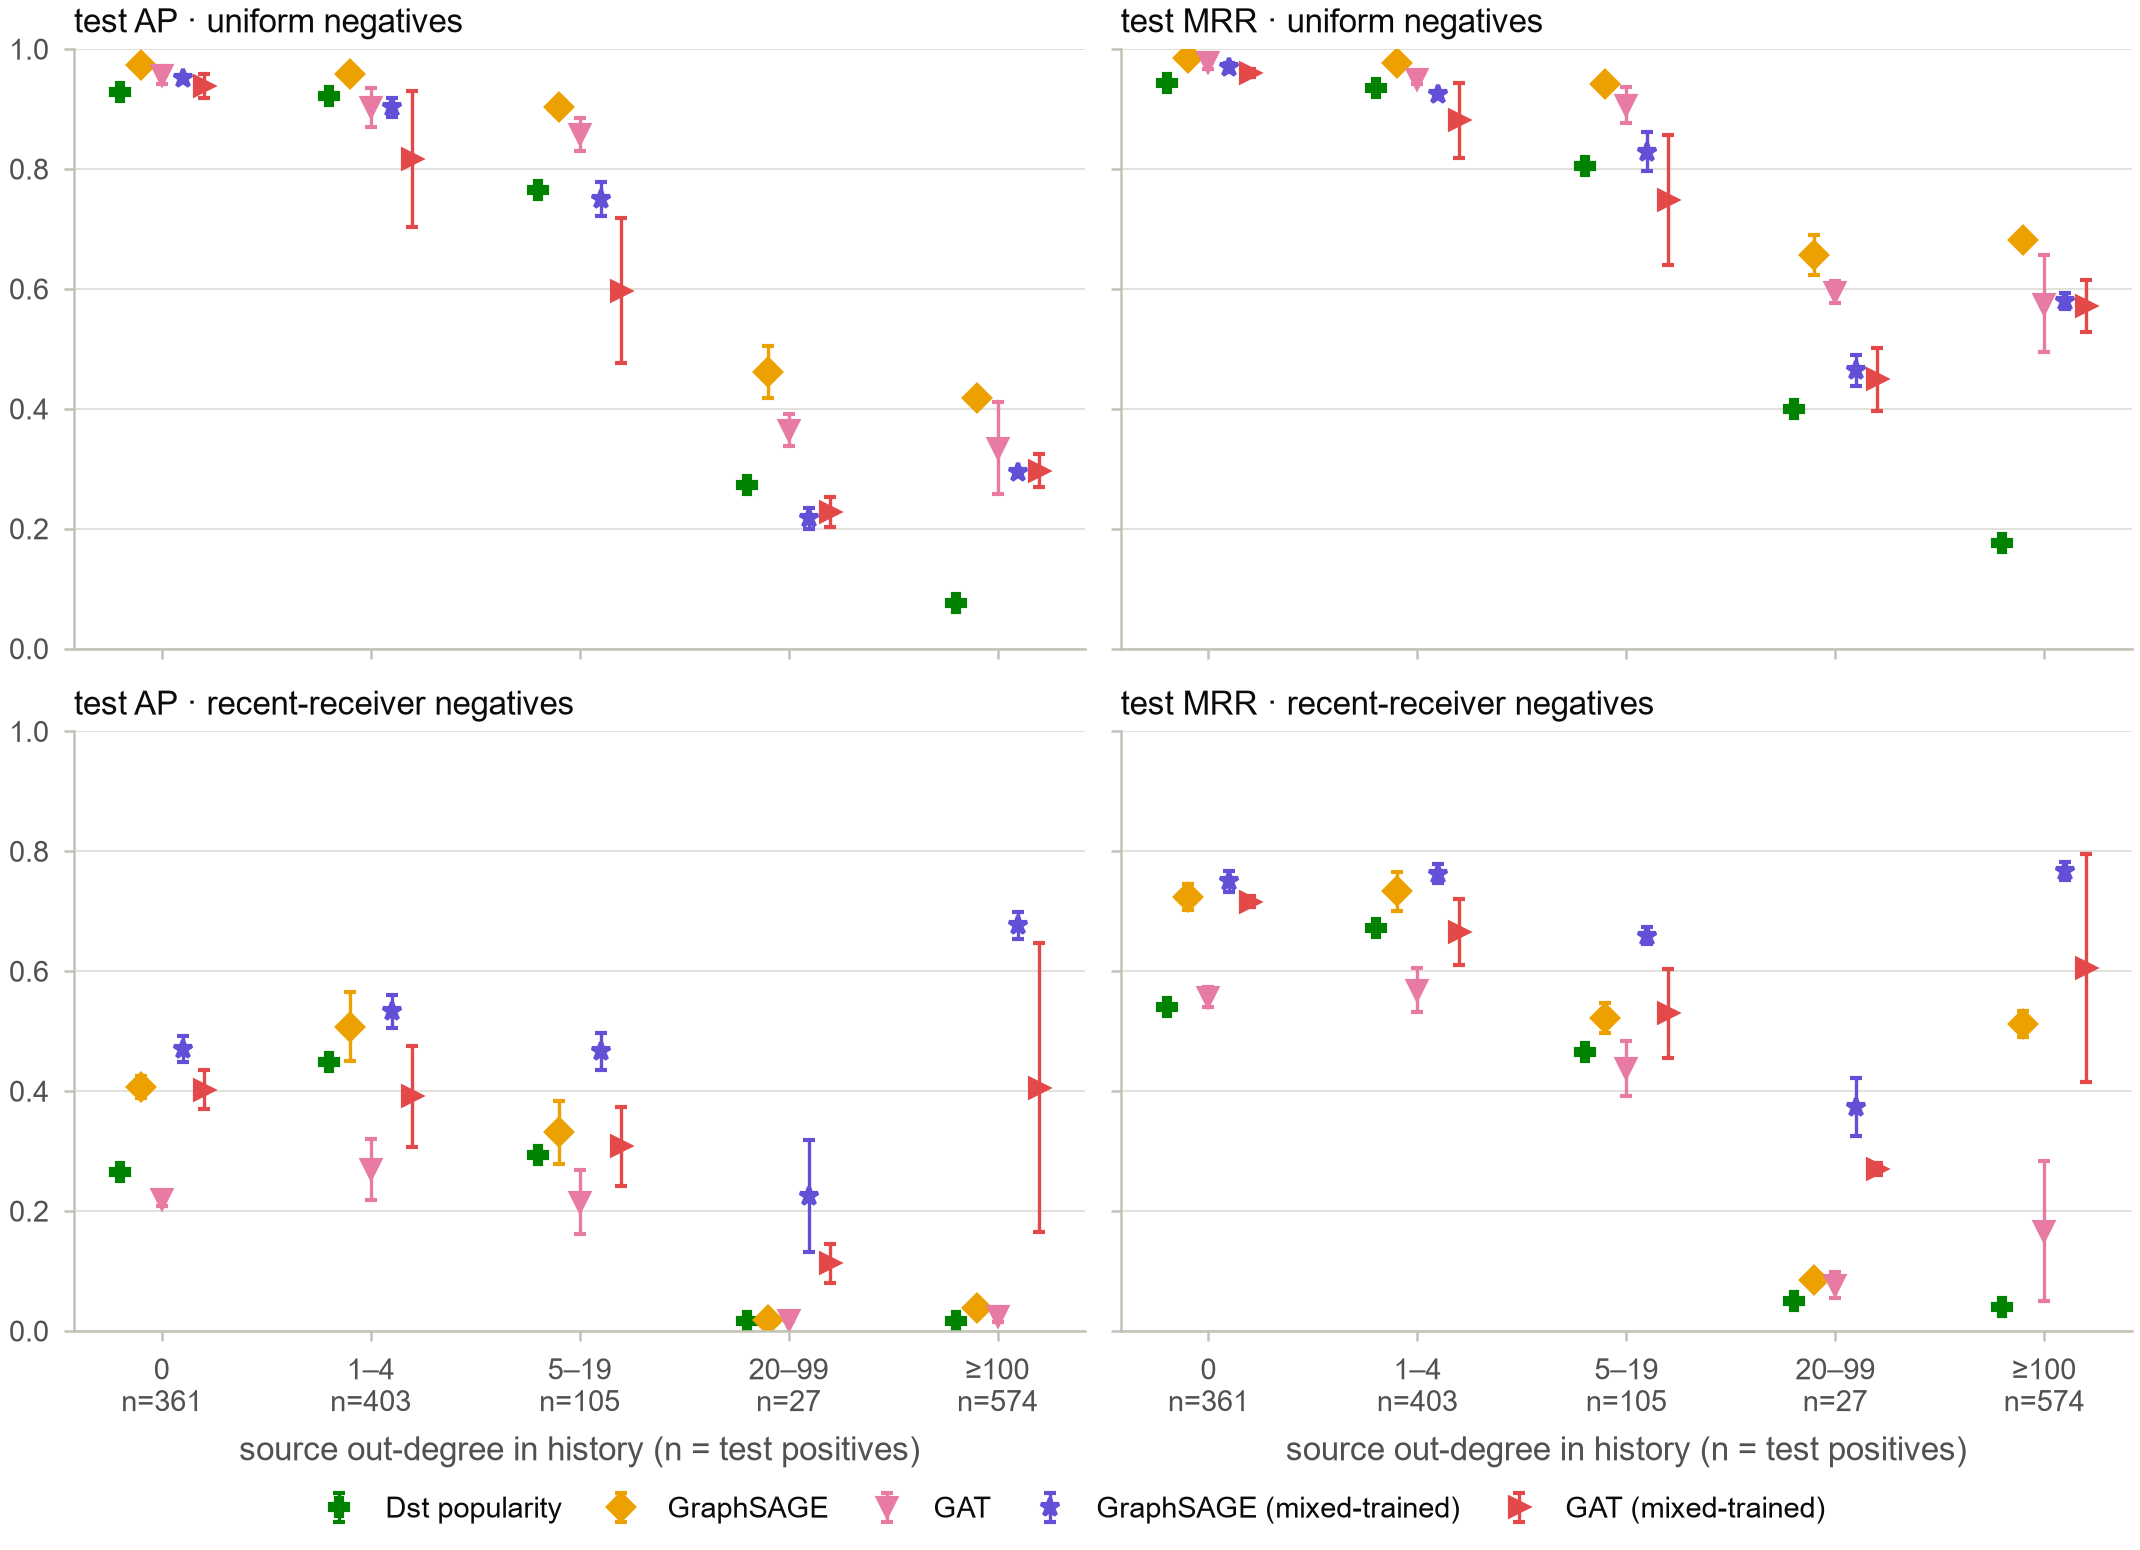 test AP · uniform negatives
test MRR · uniform negatives
1.0
0.8
0.6
0.4
0.2
0.0
test AP · recent-receiver negatives
test MRR · recent-receiver negatives
1.0
0.8
0.6
0.4
0.2
0.0
0 1–4 5–19 20–99 ≥100
n=361 n=403 n=105 n=27 n=574
0 1–4 5–19 20–99 ≥100
n=361 n=403 n=105 n=27 n=574
source out-degree in history (n = test positives)
source out-degree in history (n = test positives)
Dst popularity GraphSAGE GAT GraphSAGE (mixed-trained) GAT (mixed-trained)